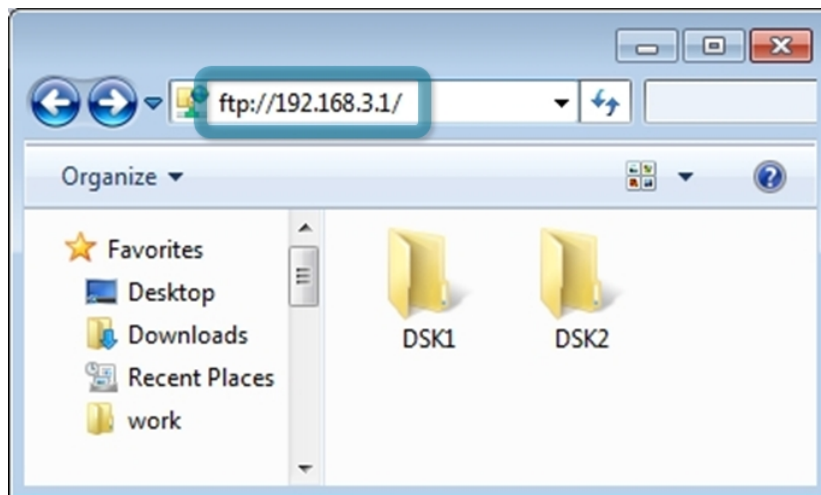 ftp://192.168.3.1/
Organize
Favorites
Desktop
Downloads
Recent Places
work
DSK1
DSK2